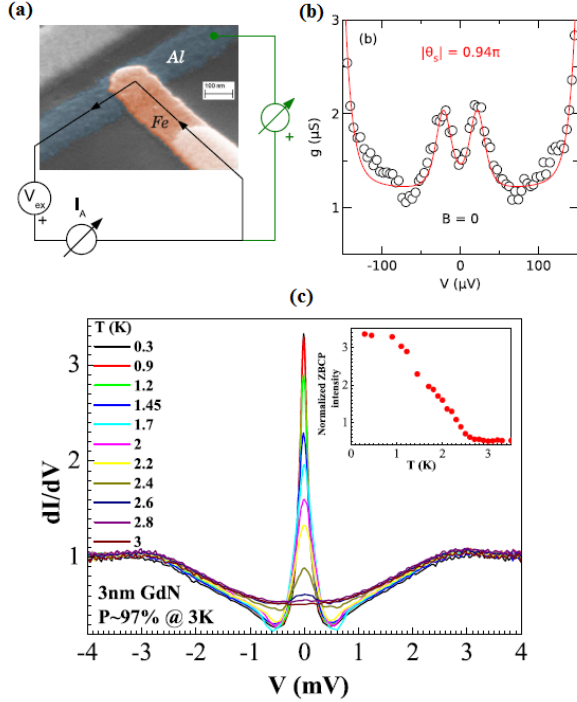 (a)
Al
100 nm
Fe
+
V_ex
+
I_A
(b)
(b)
|θ_s| = 0.94π
3
2
1
g (µS)
B = 0
-100 0 100
V (µV)
(c)
T (K)
0.3
0.9
1.2
1.45
1.7
2
2.2
2.4
2.6
2.8
3
3nm GdN
P~97% @ 3K
3
2
1
dI/dV
-4 -3 -2 -1 0 1 2 3 4
V (mV)
3
2
1
Normalized ZBCP
intensity
0 2
T (K)